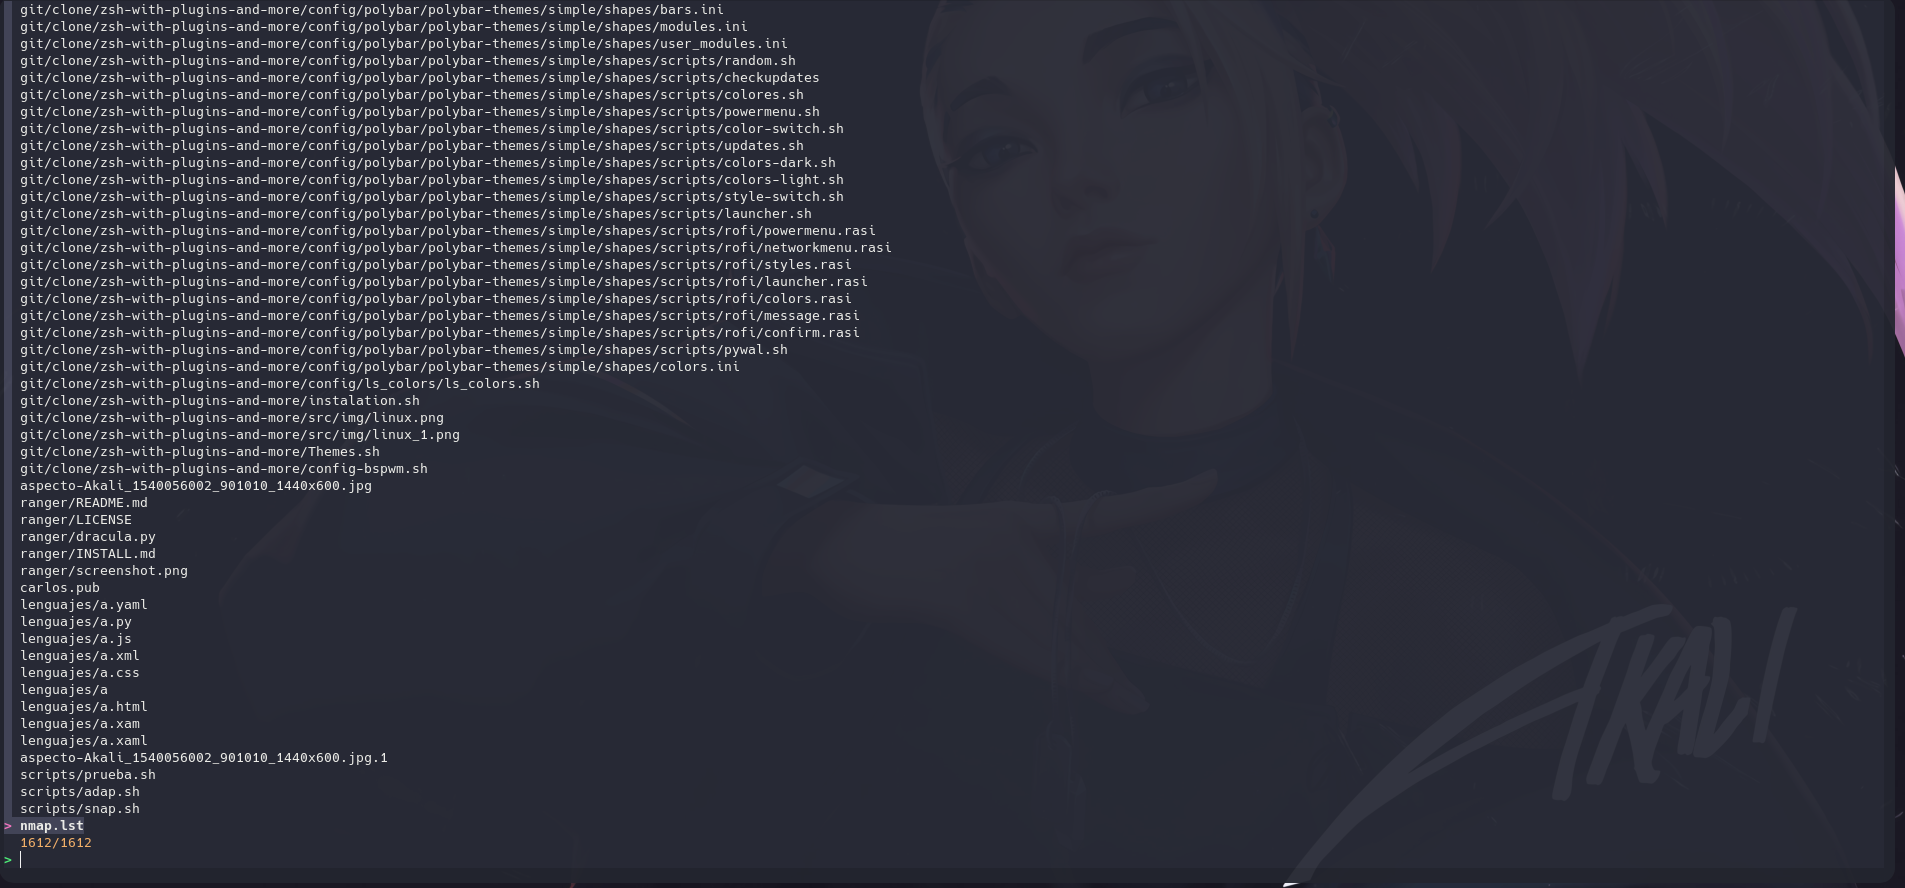 git/clone/zsh-with-plugins-and-more/config/polybar/polybar-themes/simple/shapes/bars.ini
git/clone/zsh-with-plugins-and-more/config/polybar/polybar-themes/simple/shapes/modules.ini
git/clone/zsh-with-plugins-and-more/config/polybar/polybar-themes/simple/shapes/user_modules.ini
git/clone/zsh-with-plugins-and-more/config/polybar/polybar-themes/simple/shapes/scripts/random.sh
git/clone/zsh-with-plugins-and-more/config/polybar/polybar-themes/simple/shapes/scripts/checkupdates
git/clone/zsh-with-plugins-and-more/config/polybar/polybar-themes/simple/shapes/scripts/colores.sh
git/clone/zsh-with-plugins-and-more/config/polybar/polybar-themes/simple/shapes/scripts/powermenu.sh
git/clone/zsh-with-plugins-and-more/config/polybar/polybar-themes/simple/shapes/scripts/color-switch.sh
git/clone/zsh-with-plugins-and-more/config/polybar/polybar-themes/simple/shapes/scripts/updates.sh
git/clone/zsh-with-plugins-and-more/config/polybar/polybar-themes/simple/shapes/scripts/colors-dark.sh
git/clone/zsh-with-plugins-and-more/config/polybar/polybar-themes/simple/shapes/scripts/colors-light.sh
git/clone/zsh-with-plugins-and-more/config/polybar/polybar-themes/simple/shapes/scripts/style-switch.sh
git/clone/zsh-with-plugins-and-more/config/polybar/polybar-themes/simple/shapes/scripts/launcher.sh
git/clone/zsh-with-plugins-and-more/config/polybar/polybar-themes/simple/shapes/scripts/rofi/powermenu.rasi
git/clone/zsh-with-plugins-and-more/config/polybar/polybar-themes/simple/shapes/scripts/rofi/networkmenu.rasi
git/clone/zsh-with-plugins-and-more/config/polybar/polybar-themes/simple/shapes/scripts/rofi/styles.rasi
git/clone/zsh-with-plugins-and-more/config/polybar/polybar-themes/simple/shapes/scripts/rofi/launcher.rasi
git/clone/zsh-with-plugins-and-more/config/polybar/polybar-themes/simple/shapes/scripts/rofi/colors.rasi
git/clone/zsh-with-plugins-and-more/config/polybar/polybar-themes/simple/shapes/scripts/rofi/message.rasi
git/clone/zsh-with-plugins-and-more/config/polybar/polybar-themes/simple/shapes/scripts/rofi/confirm.rasi
git/clone/zsh-with-plugins-and-more/config/polybar/polybar-themes/simple/shapes/scripts/pywal.sh
git/clone/zsh-with-plugins-and-more/config/polybar/polybar-themes/simple/shapes/colors.ini
git/clone/zsh-with-plugins-and-more/config/ls_colors/ls_colors.sh
git/clone/zsh-with-plugins-and-more/instalation.sh
git/clone/zsh-with-plugins-and-more/src/img/linux.png
git/clone/zsh-with-plugins-and-more/src/img/linux_1.png
git/clone/zsh-with-plugins-and-more/Themes.sh
git/clone/zsh-with-plugins-and-more/config-bspwm.sh
aspecto-Akali_1540056002_901010_1440x600.jpg
ranger/README.md
ranger/LICENSE
ranger/dracula.py
ranger/INSTALL.md
ranger/screenshot.png
carlos.pub
lenguajes/a.yaml
lenguajes/a.py
lenguajes/a.js
lenguajes/a.xml
lenguajes/a.css
lenguajes/a
lenguajes/a.html
lenguajes/a.xam
lenguajes/a.xaml
aspecto-Akali_1540056002_901010_1440x600.jpg.1
scripts/prueba.sh
scripts/adap.sh
scripts/snap.sh
> nmap.lst
1612/1612
>
AKALI